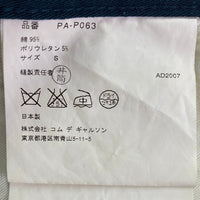 品番 PA-P063
綿 95%
ポリウレタン 5%
サイズ S
縫製責任者 井筒
AD2007
日本製
株式会社 コム デ ギャルソン
東京都港区南青山5-11-5